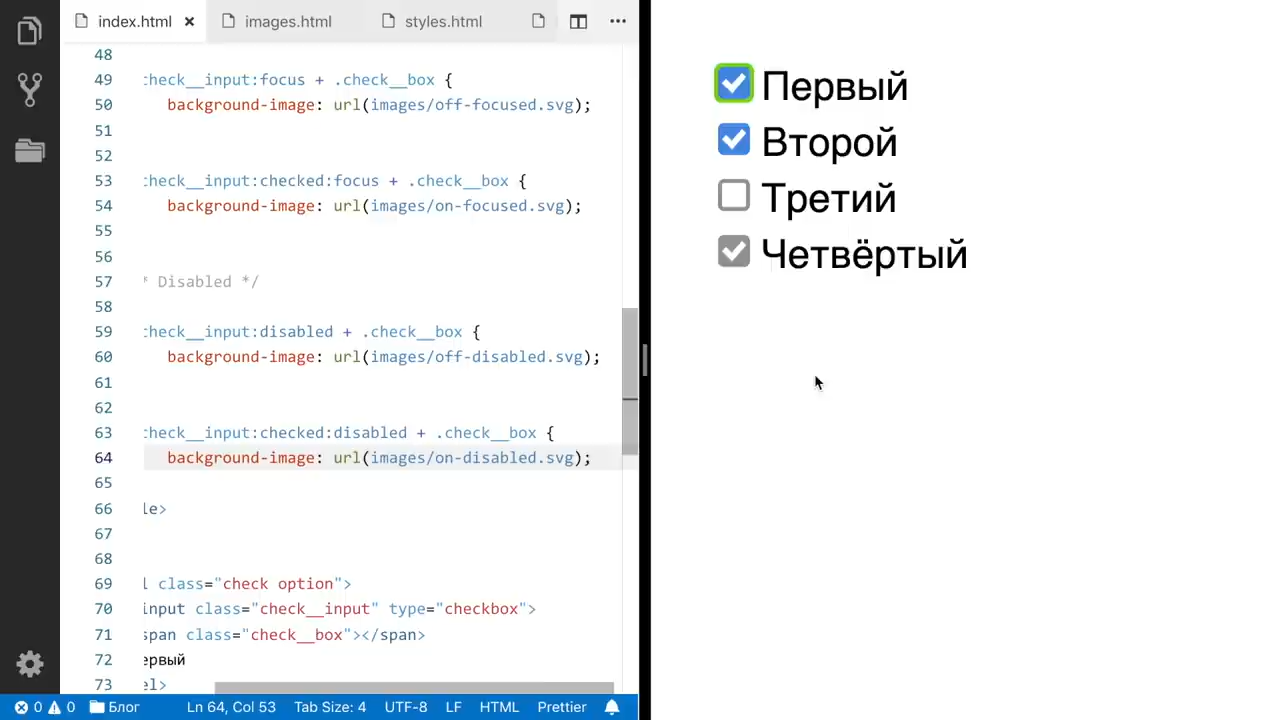 index.html
images.html
styles.html
48
49 check__input:focus + .check__box {
50 background-image: url(images/off-focused.svg);
51
52
53 check__input:checked:focus + .check__box {
54 background-image: url(images/on-focused.svg);
55
56
57 * Disabled */
58
59 check__input:disabled + .check__box {
60 background-image: url(images/off-disabled.svg);
61
62
63 check__input:checked:disabled + .check__box {
64 background-image: url(images/on-disabled.svg);
65
66 le>
67
68
69 l class="check option">
70 input class="check__input" type="checkbox">
71 span class="check__box"></span>
72 ервый
73 el>
0 0 Блог Ln 64, Col 53 Tab Size: 4 UTF-8 LF HTML Prettier
Первый
Второй
Третий
Четвёртый